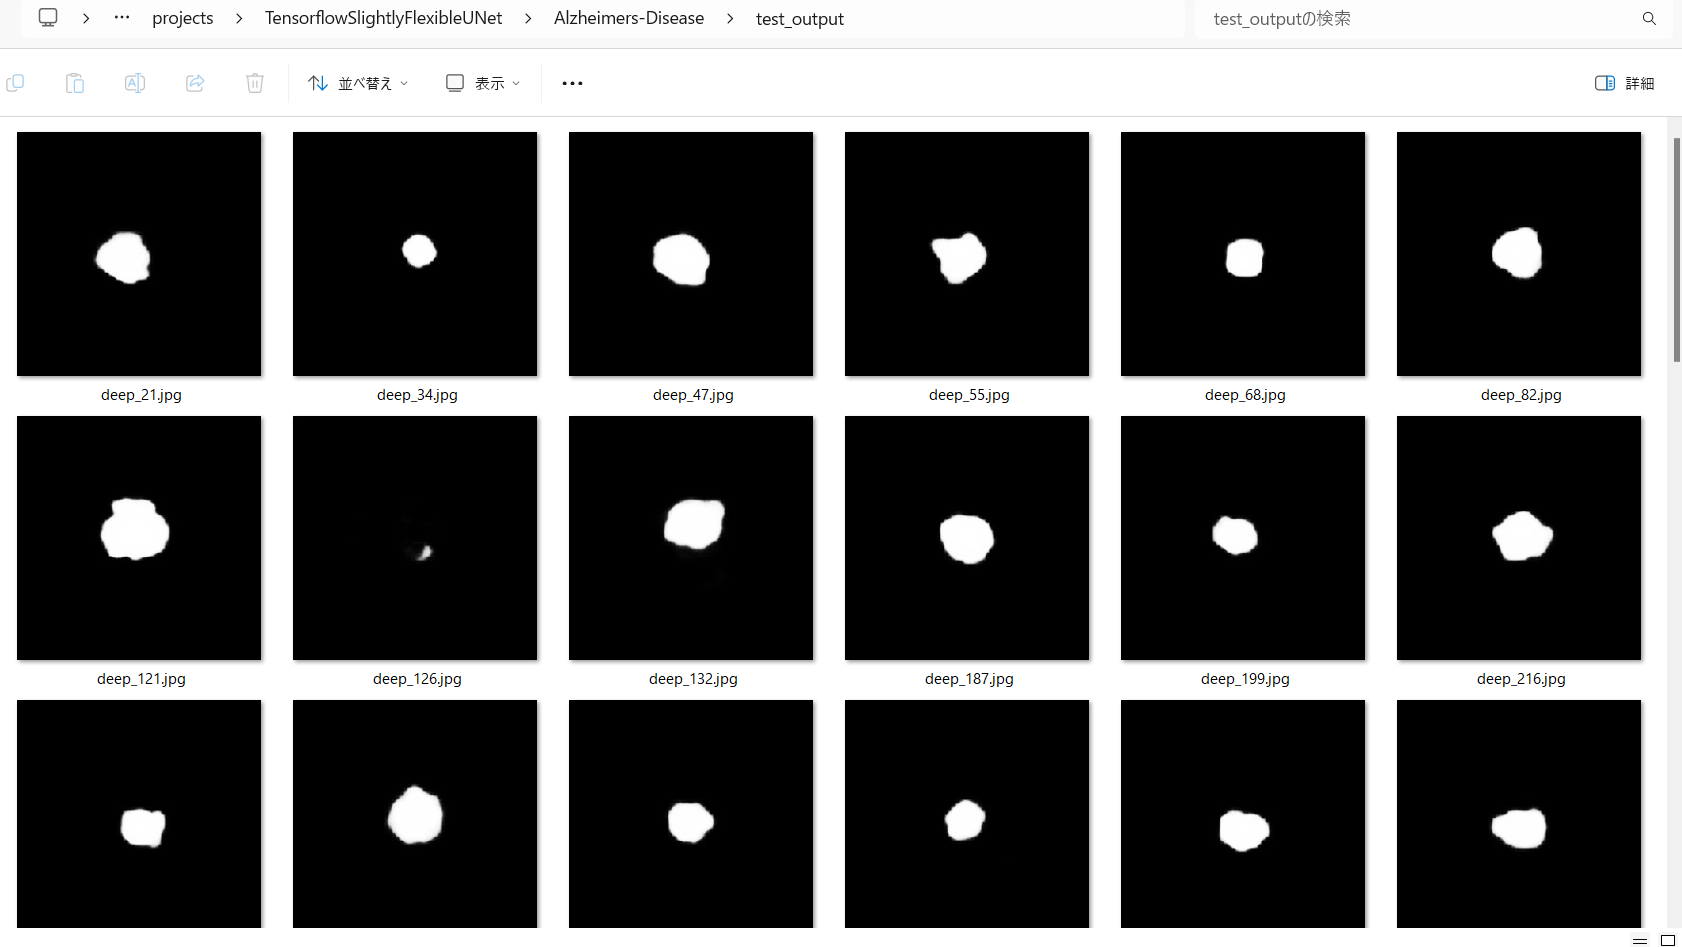 projects > TensorflowSlightlyFlexibleUNet > Alzheimers-Disease > test_output
test_outputの検索
並べ替え 表示 詳細
deep_21.jpg deep_34.jpg deep_47.jpg deep_55.jpg deep_68.jpg deep_82.jpg
deep_121.jpg deep_126.jpg deep_132.jpg deep_187.jpg deep_199.jpg deep_216.jpg